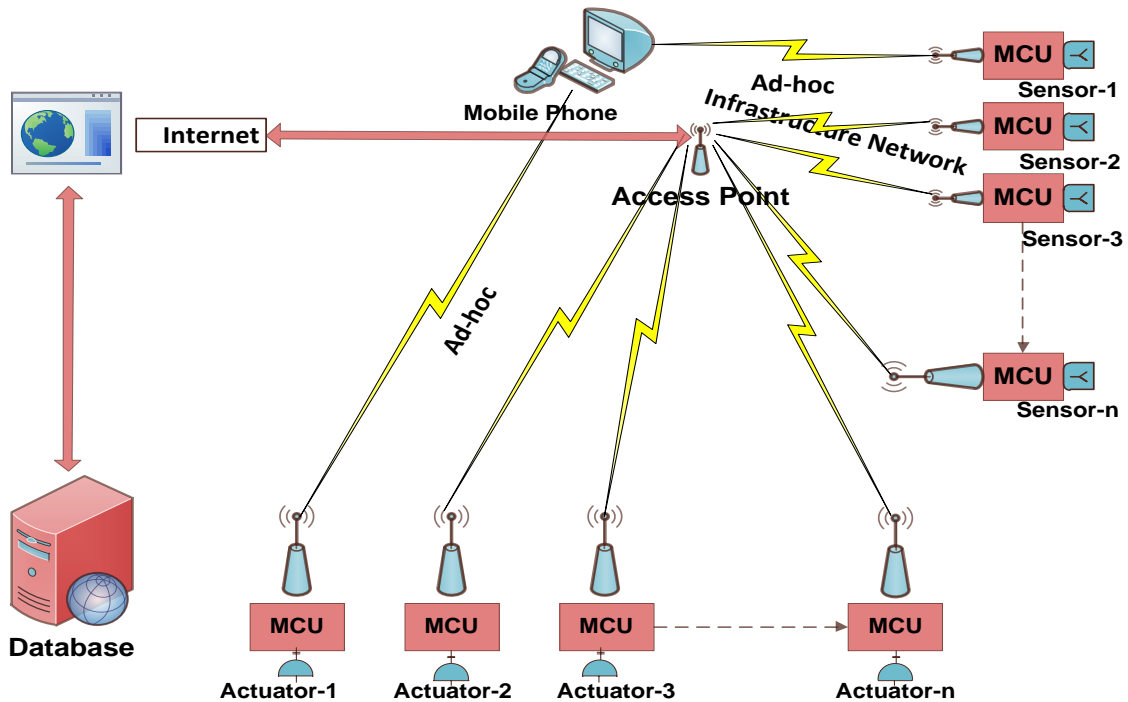 MCU
Sensor-1
Ad-hoc
Mobile Phone
Internet
Infrastructure Network
MCU
Sensor-2
Access Point
MCU
Sensor-3
Ad-hoc
MCU
Sensor-n
MCU
MCU
MCU
MCU
Database
Actuator-1
Actuator-2
Actuator-3
Actuator-n